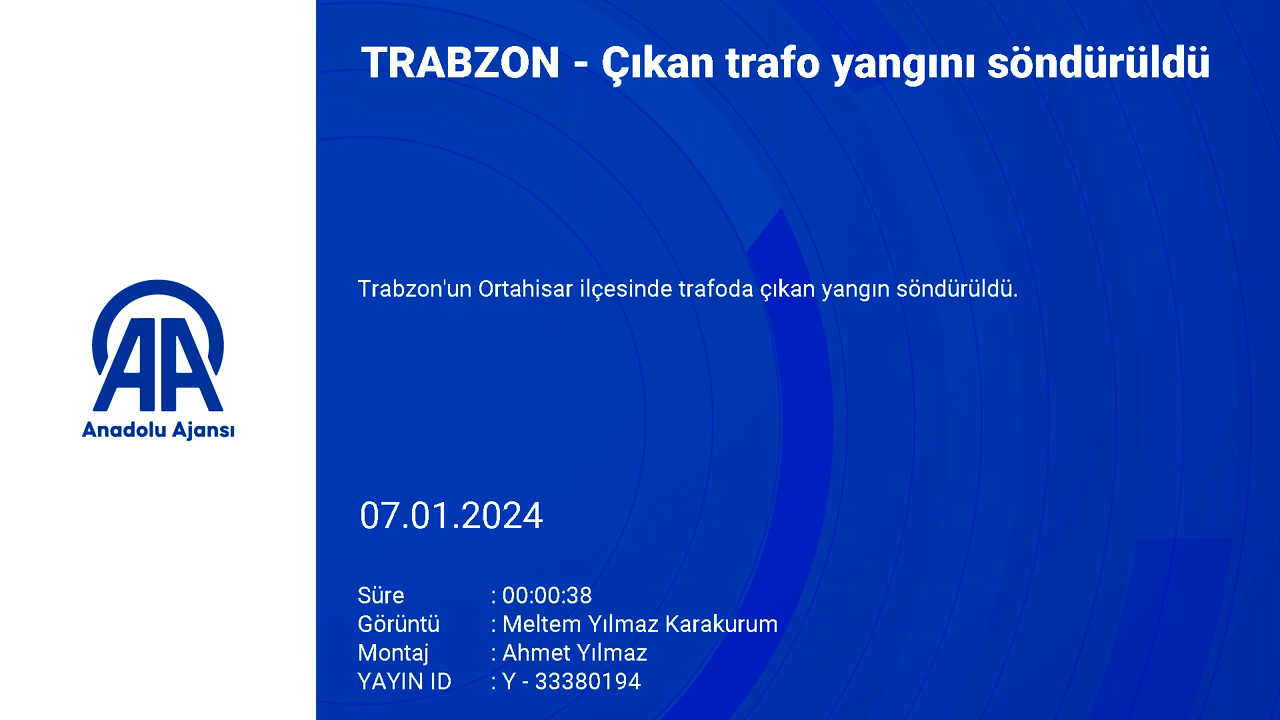 TRABZON - Çıkan trafo yangını söndürüldü
Trabzon'un Ortahisar ilçesinde trafoda çıkan yangın söndürüldü.
AA
Anadolu Ajansı
07.01.2024
Süre : 00:00:38
Görüntü : Meltem Yılmaz Karakurum
Montaj : Ahmet Yılmaz
YAYIN ID : Y - 33380194